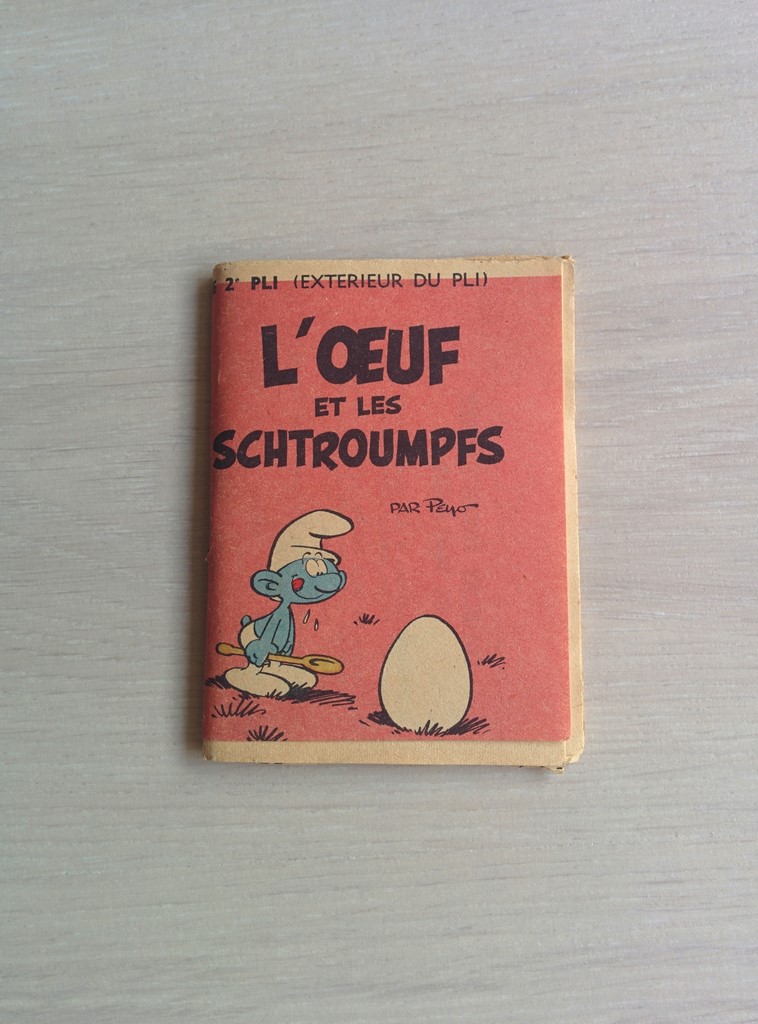 2e PLI (EXTERIEUR DU PLI)
L'ŒUF
ET LES
SCHTROUMPFS
PAR Peyo